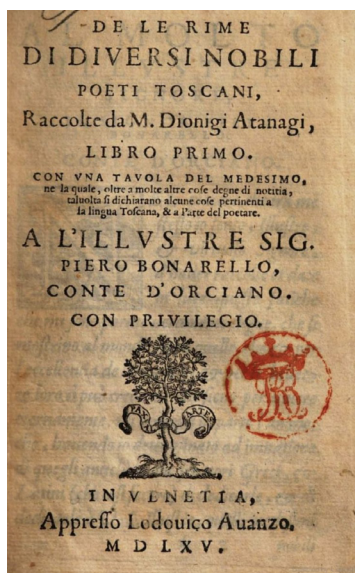 DE LE RIME
DI DIVERSI NOBILI
POETI TOSCANI,
Raccolte da M. Dionigi Atanagi,
LIBRO PRIMO.
CON VNA TAVOLA DEL MEDESIMO,
ne la quale, oltre a molte altre cose degne di notitia,
taluolta si dichiarano alcune cose pertinenti a
la lingua Toscana, & a l'arte del poetare.
A L'ILLVSTRE SIG.
PIERO BONARELLO,
CONTE D'ORCIANO.
CON PRIVILEGIO.
IN VENETIA,
Appresso Lodouico Auanzo.
M D LXV.